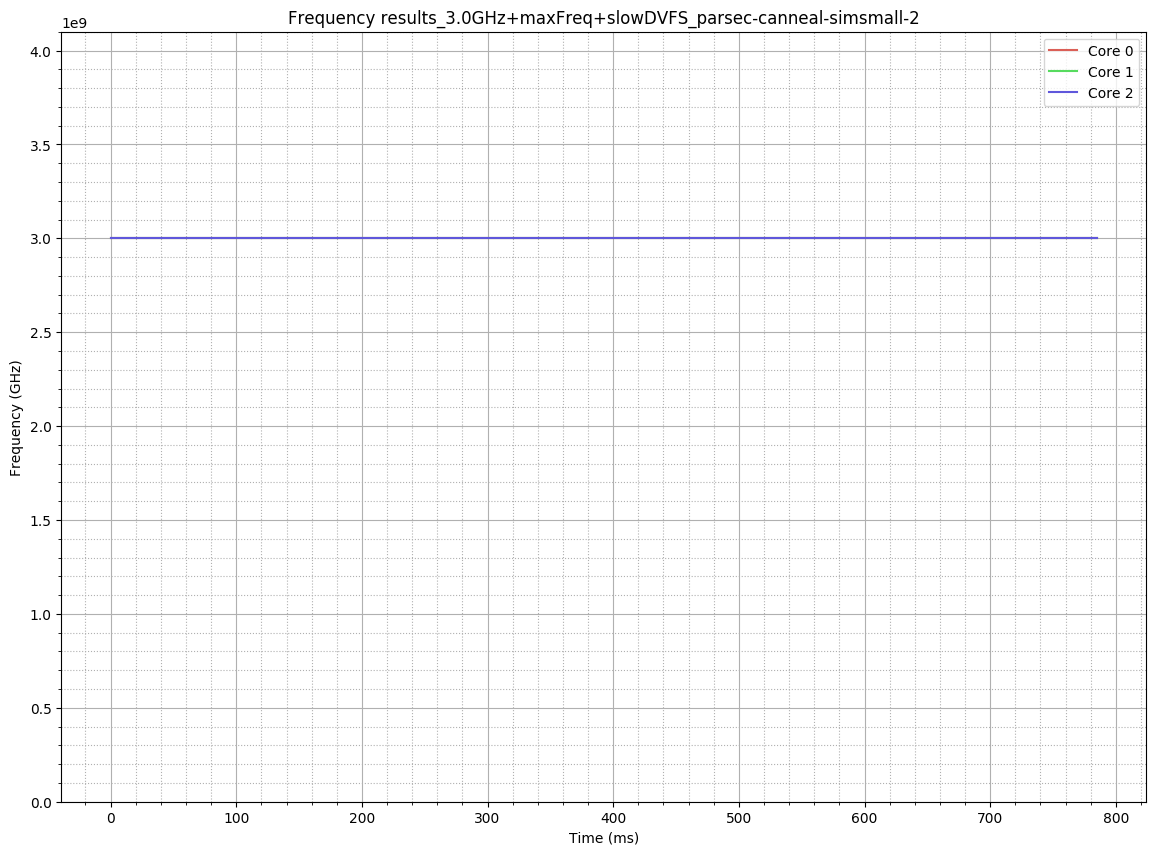 Frequency results_3.0GHz+maxFreq+slowDVFS_parsec-canneal-simsmall-2
1e9
Core 0
Core 1
Core 2
4.0
3.5
3.0
2.5
2.0
1.5
1.0
0.5
0.0
Frequency (GHz)
0 100 200 300 400 500 600 700 800
Time (ms)